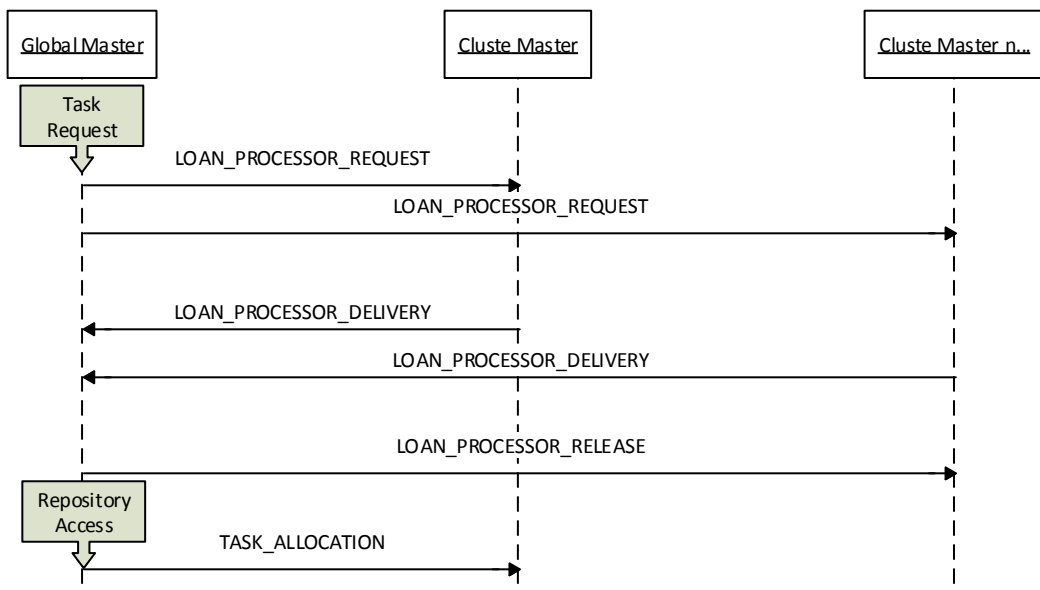 Global Master
Cluste Master
Cluste Master n...
Task
Request
LOAN_PROCESSOR_REQUEST
LOAN_PROCESSOR_REQUEST
LOAN_PROCESSOR_DELIVERY
LOAN_PROCESSOR_DELIVERY
LOAN_PROCESSOR_RELEASE
Repository
Access
TASK_ALLOCATION